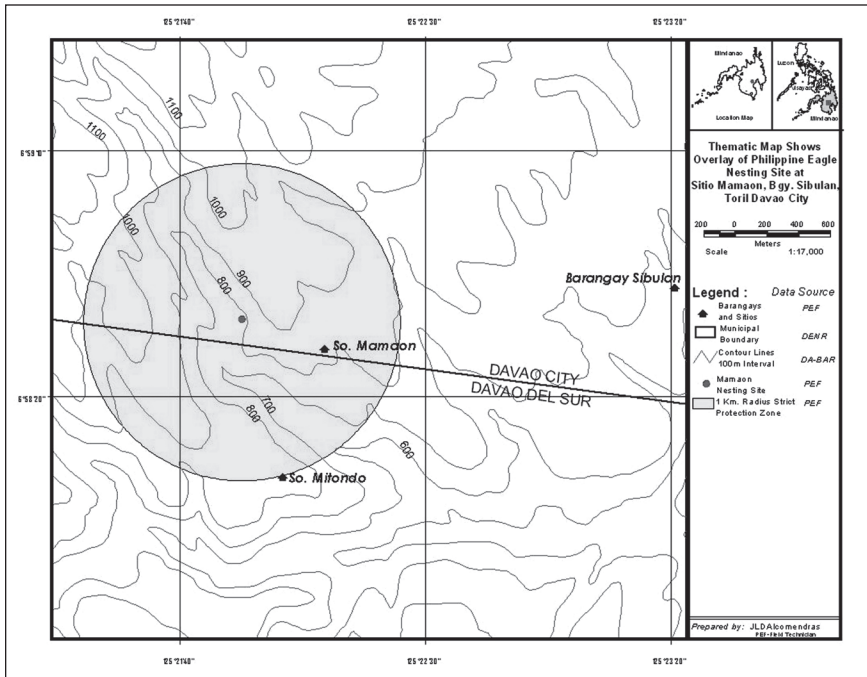 125°21'40"
125°22'30"
125°23'20"
6°59'10"
6°58'20"
1100
1100
1000
1000
900
800
So. Mamaon
Barangay Sibulan
DAVAO CITY
DAVAO DEL SUR
700
800
600
So. Mitondo
125°21'40"
125°22'30"
125°23'20"
Mindanao
Location Map
Luzon
Visayas
Mindanao
Thematic Map Shows
Overlay of Philippine Eagle
Nesting Site at
Sitio Mamaon, Bgy. Sibulan,
Toril Davao City
200 0 200 400 600
Meters
Scale 1:17,000
Legend : Data Source
Barangays
and Sitios PEF
Municipal
Boundary DENR
Contour Lines
100m Interval DA-BAR
Mamaon
Nesting Site PEF
1 Km. Radius Strict
Protection Zone PEF
Prepared by: JLDAlcomendras
PEF-Field Technician